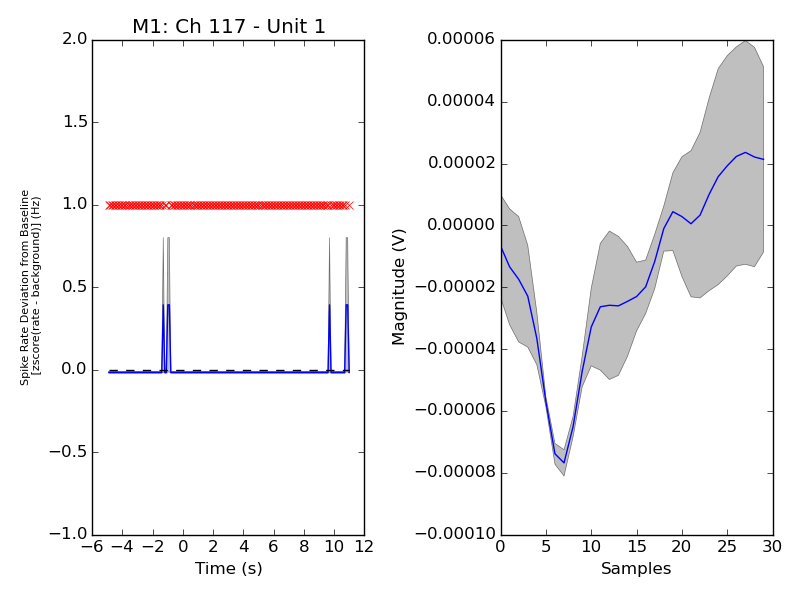 M1: Ch 117 - Unit 1
2.0
1.5
1.0
0.5
0.0
−0.5
−1.0
−6 −4 −2 0 2 4 6 8 10 12
Time (s)
Spike Rate Deviation from Baseline
[zscore(rate - background)] (Hz)
0.00006
0.00004
0.00002
0.00000
−0.00002
−0.00004
−0.00006
−0.00008
−0.00010
0 5 10 15 20 25 30
Samples
Magnitude (V)